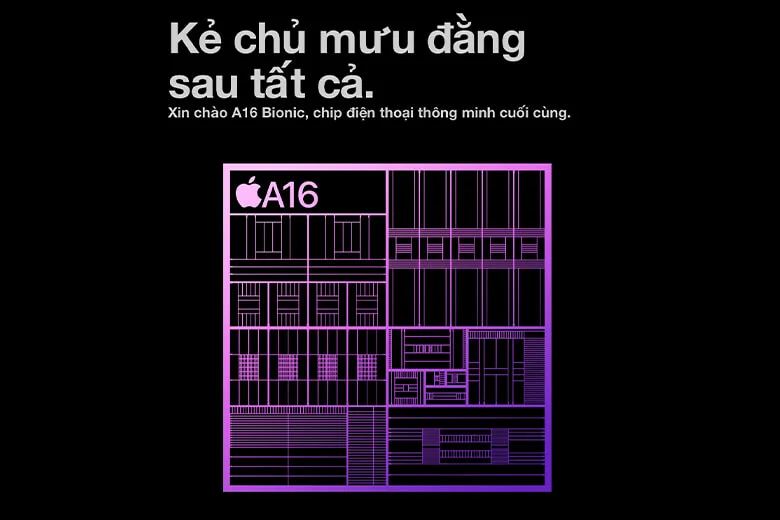 Kẻ chủ mưu đằng
sau tất cả.
Xin chào A16 Bionic, chip điện thoại thông minh cuối cùng.
A16